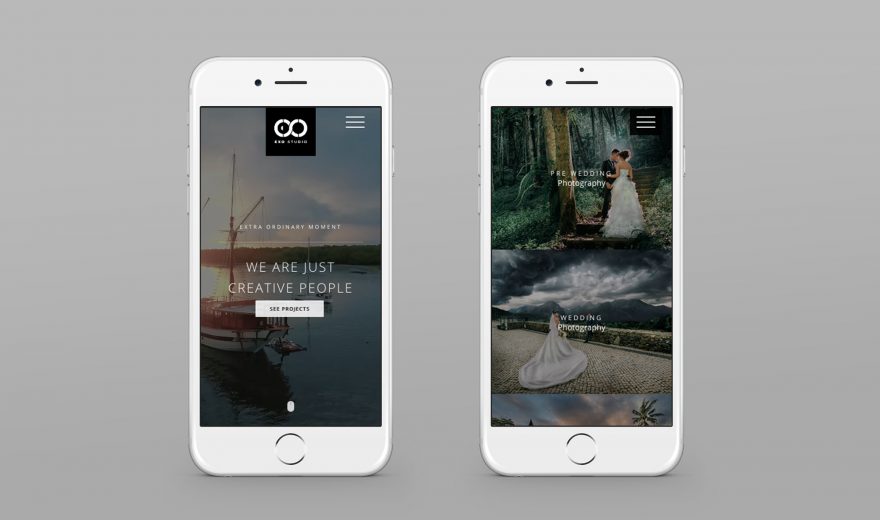 EXO STUDIO
EXTRA ORDINARY MOMENT
WE ARE JUST
CREATIVE PEOPLE
SEE PROJECTS
PRE WEDDING
Photography
WEDDING
Photography